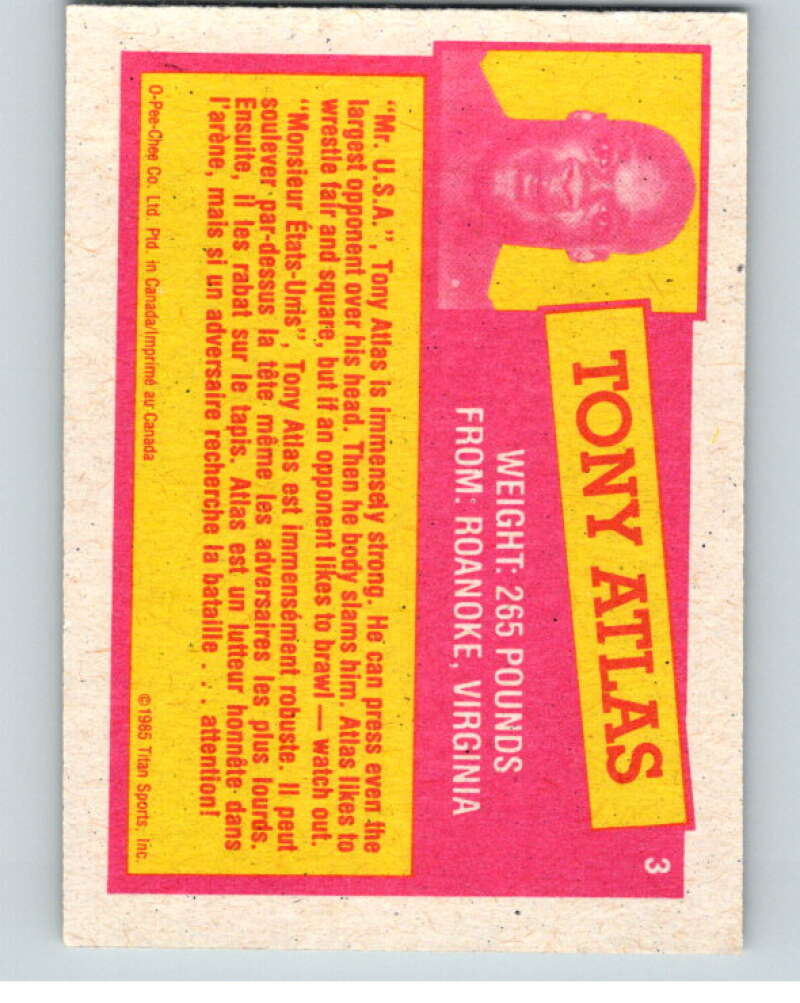 TONY ATLAS
3
WEIGHT: 265 POUNDS
FROM: ROANOKE, VIRGINIA
"Mr. U.S.A.", Tony Atlas is immensely strong. He can press even the
largest opponent over his head. Then he body slams him. Atlas likes to
wrestle fair and square, but if an opponent likes to brawl — watch out.
"Monsieur États-Unis", Tony Atlas est immensément robuste. Il peut
soulever par-dessus la tête même les adversaires les plus lourds.
Ensuite, il les rabat sur le tapis. Atlas est un lutteur honnête dans
l'arène, mais si un adversaire recherche la bataille . . . attention!
O-Pee-Chee Co. Ltd. Ptd. in Canada/Imprimé au Canada
©1985 Titan Sports, Inc.